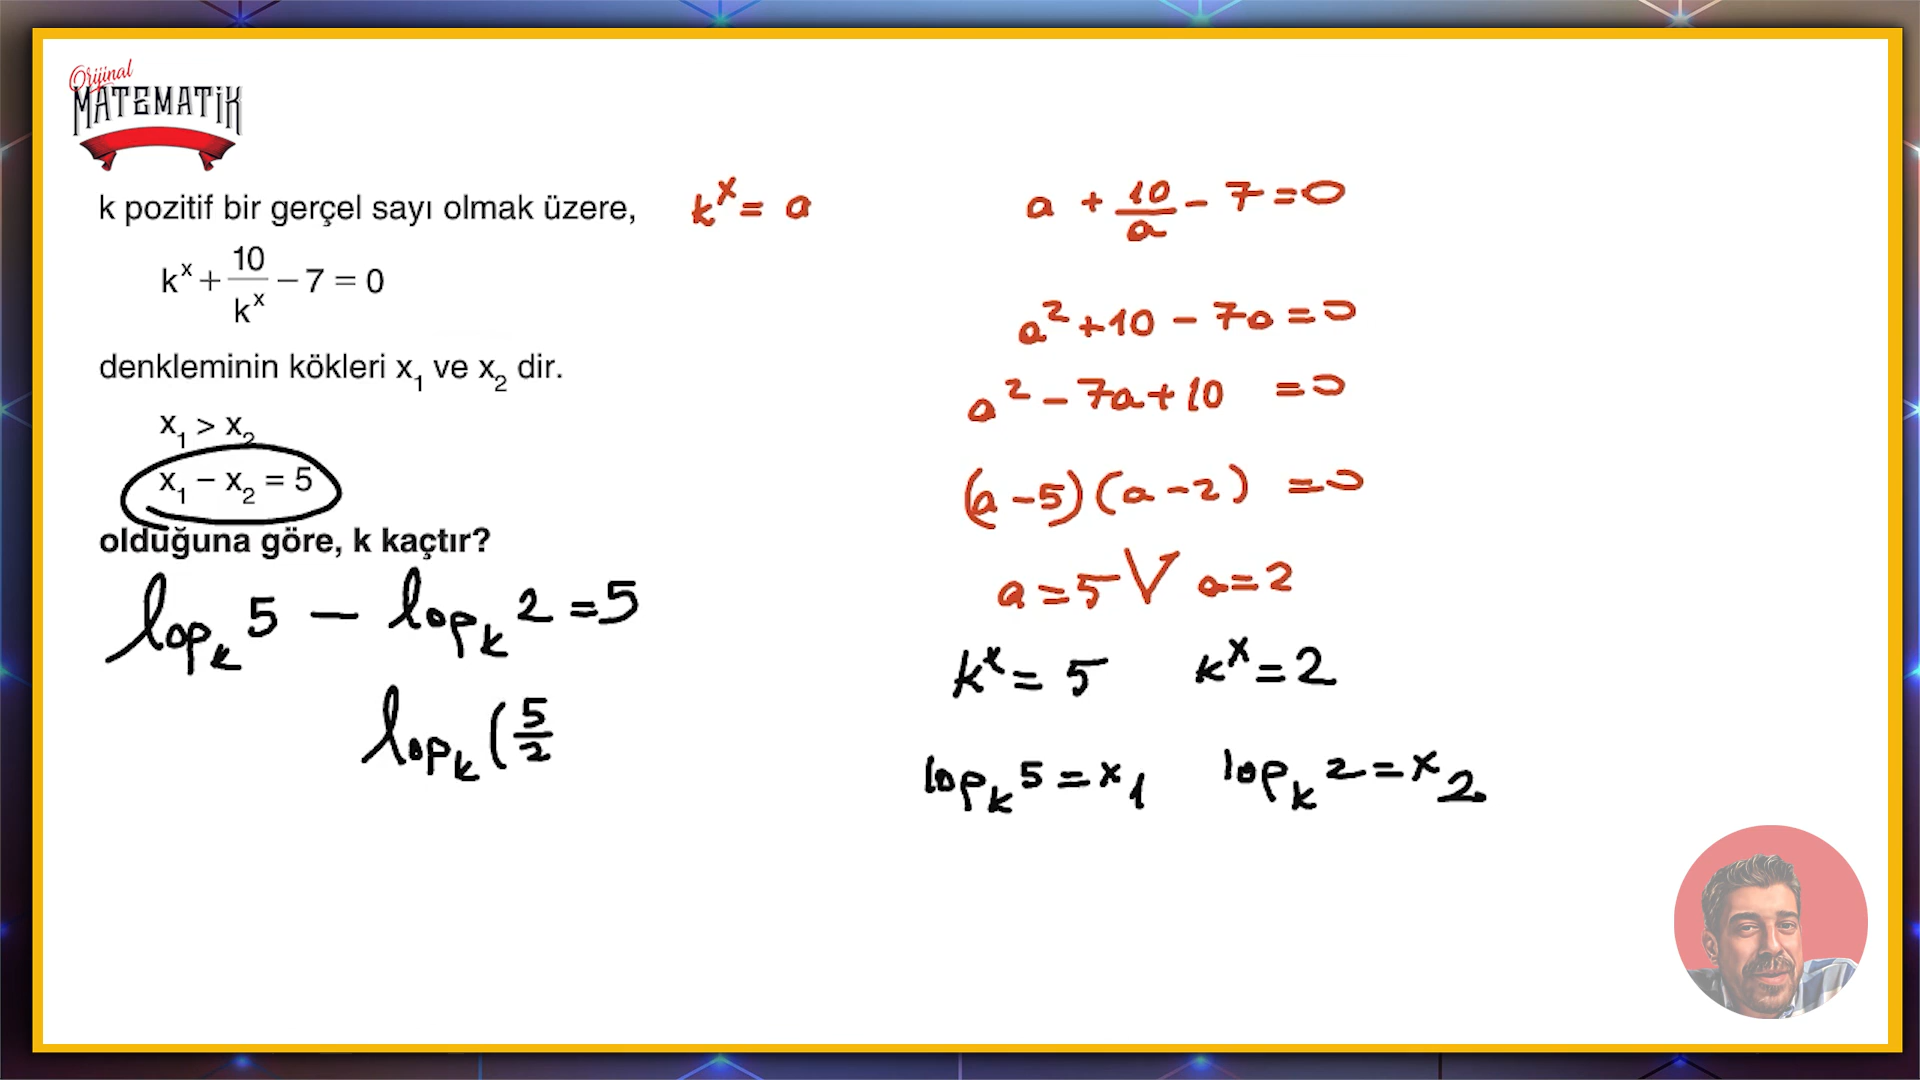 Orijinal
MATEMATİK
k pozitif bir gerçel sayı olmak üzere,
k^x + 10/k^x − 7 = 0
denkleminin kökleri x₁ ve x₂ dir.
x₁ > x₂
x₁ − x₂ = 5
olduğuna göre, k kaçtır?
log_k 5 − log_k 2 = 5
log_k (5/2
k^x = a
a + 10/a − 7 = 0
a² + 10 − 7a = 0
a² − 7a + 10 = 0
(a − 5)(a − 2) = 0
a = 5 V a = 2
k^x = 5 k^x = 2
log_k 5 = x₁ log_k 2 = x₂